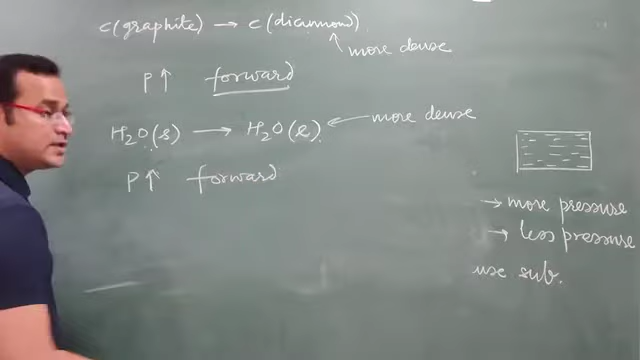 C(graphite) → C(diamond)
more dense
P↑ forward
H₂O(s) → H₂O(l) ← more dense
P↑ forward
→ more pressure
→ less pressure
use sub.